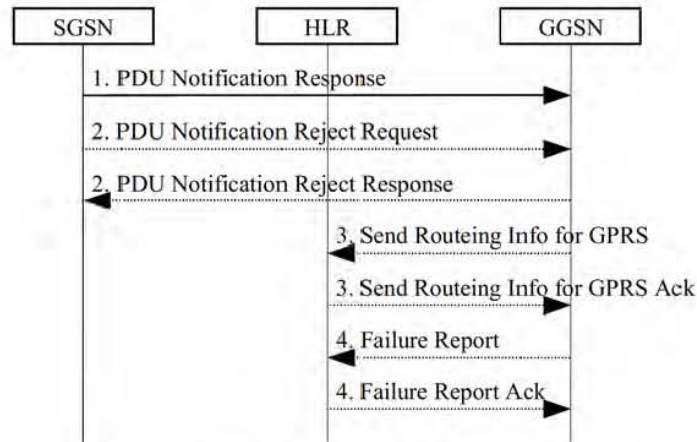 SGSN HLR GGSN
1. PDU Notification Response
2. PDU Notification Reject Request
2. PDU Notification Reject Response
3. Send Routeing Info for GPRS
3. Send Routeing Info for GPRS Ack
4. Failure Report
4. Failure Report Ack